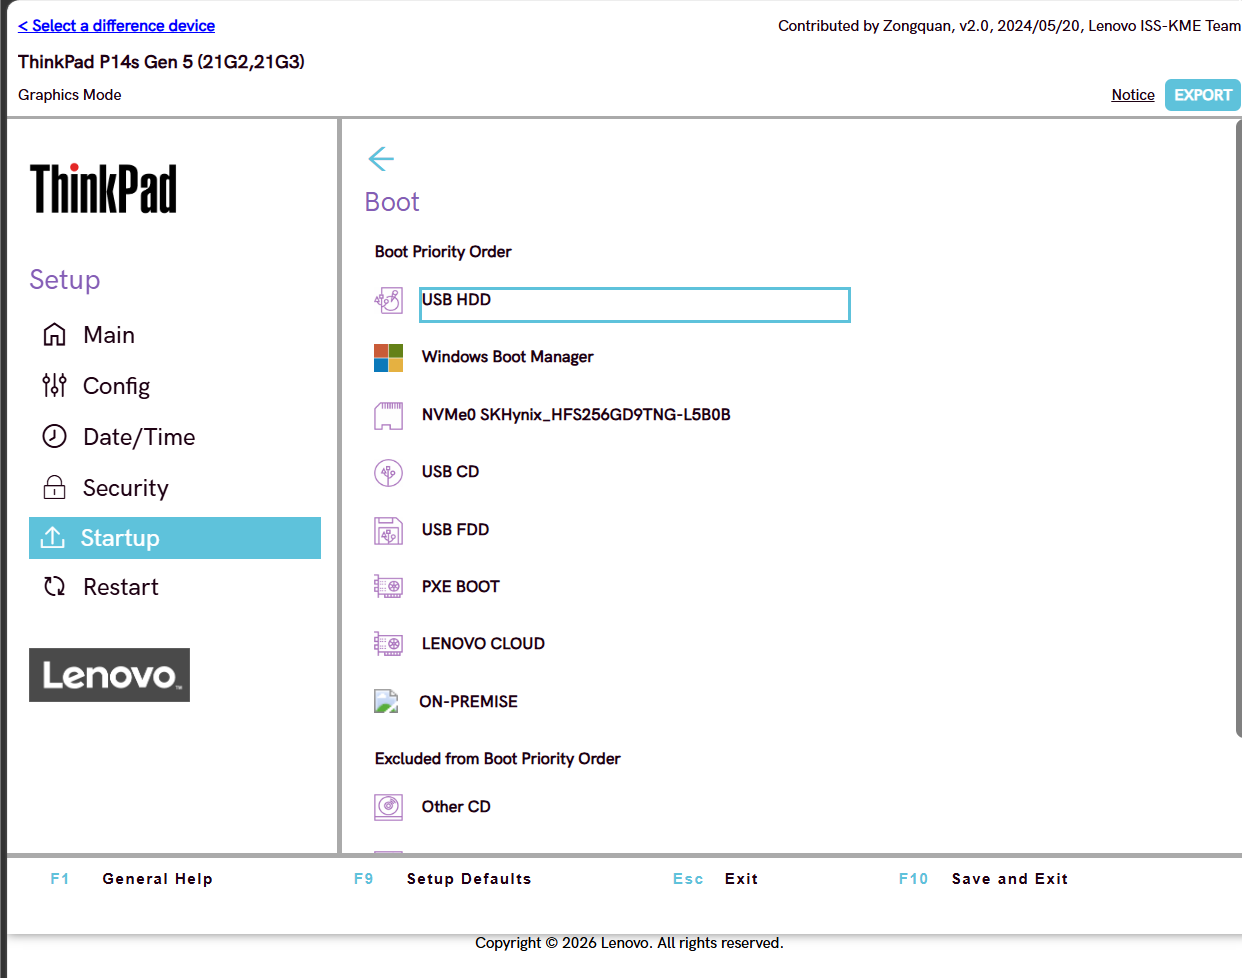 < Select a difference device
Contributed by Zongquan, v2.0, 2024/05/20, Lenovo ISS-KME Team
ThinkPad P14s Gen 5 (21G2,21G3)
Graphics Mode
Notice
EXPORT
ThinkPad
Setup
Main
Config
Date/Time
Security
Startup
Restart
Lenovo™
Boot
Boot Priority Order
USB HDD
Windows Boot Manager
NVMe0 SKHynix_HFS256GD9TNG-L5B0B
USB CD
USB FDD
PXE BOOT
LENOVO CLOUD
ON-PREMISE
Excluded from Boot Priority Order
Other CD
F1 General Help
F9 Setup Defaults
Esc Exit
F10 Save and Exit
Copyright © 2026 Lenovo. All rights reserved.